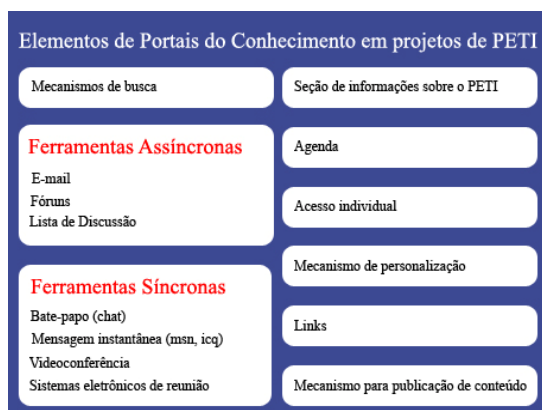 Elementos de Portais do Conhecimento em projetos de PETI
Mecanismos de busca
Ferramentas Assíncronas
E-mail
Fóruns
Lista de Discussão
Ferramentas Síncronas
Bate-papo (chat)
Mensagem instantânea (msn, icq)
Videoconferência
Sistemas eletrônicos de reunião
Seção de informações sobre o PETI
Agenda
Acesso individual
Mecanismo de personalização
Links
Mecanismo para publicação de conteúdo